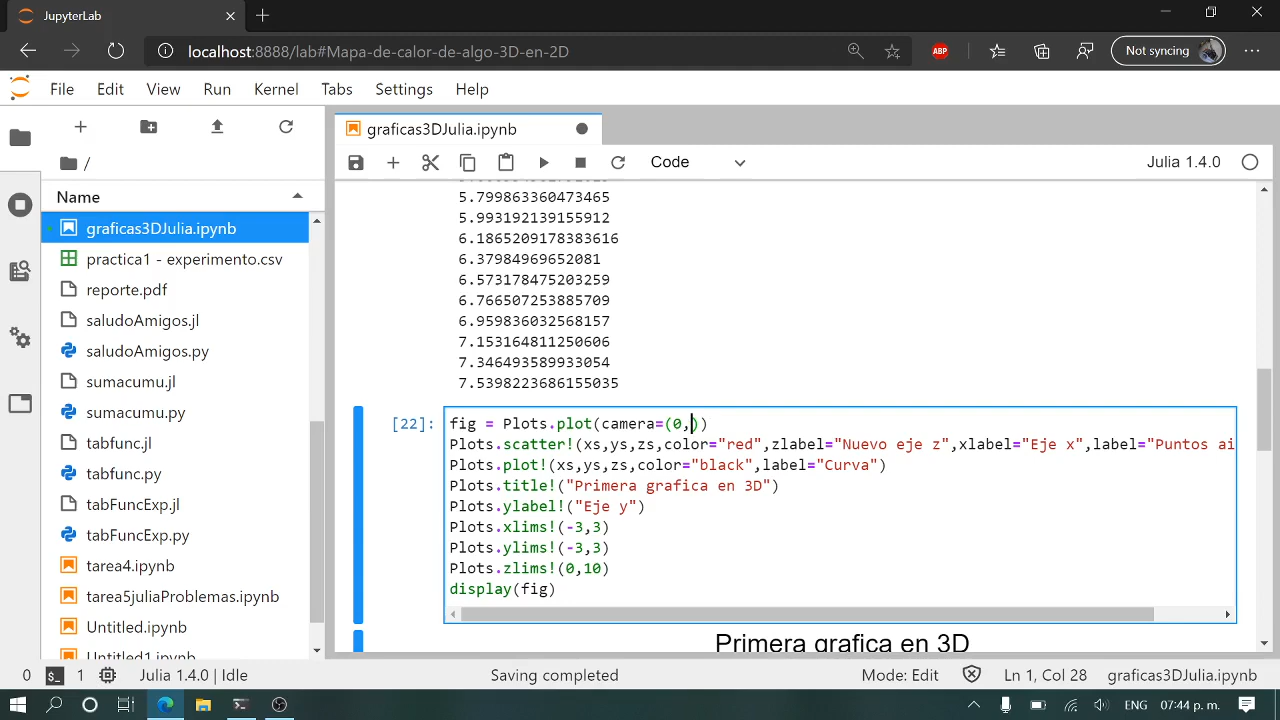 JupyterLab
localhost:8888/lab#Mapa-de-calor-de-algo-3D-en-2D
ABP
Not syncing
File Edit View Run Kernel Tabs Settings Help
graficas3DJulia.ipynb
Code
Julia 1.4.0
/
Name
graficas3DJulia.ipynb
practica1 - experimento.csv
reporte.pdf
saludoAmigos.jl
saludoAmigos.py
sumacumu.jl
sumacumu.py
tabfunc.jl
tabfunc.py
tabFuncExp.jl
tabFuncExp.py
tarea4.ipynb
tarea5juliaProblemas.ipynb
Untitled.ipynb
Untitled1.ipynb
5.799863360473465
5.993192139155912
6.1865209178383616
6.37984969652081
6.573178475203259
6.766507253885709
6.959836032568157
7.153164811250606
7.346493589933054
7.5398223686155035
[22]:
fig = Plots.plot(camera=(0,))
Plots.scatter!(xs,ys,zs,color="red",zlabel="Nuevo eje z",xlabel="Eje x",label="Puntos ai
Plots.plot!(xs,ys,zs,color="black",label="Curva")
Plots.title!("Primera grafica en 3D")
Plots.ylabel!("Eje y")
Plots.xlims!(-3,3)
Plots.ylims!(-3,3)
Plots.zlims!(0,10)
display(fig)
Primera grafica en 3D
0 1 Julia 1.4.0 | Idle Saving completed Mode: Edit Ln 1, Col 28 graficas3DJulia.ipynb
ENG 07:44 p. m.